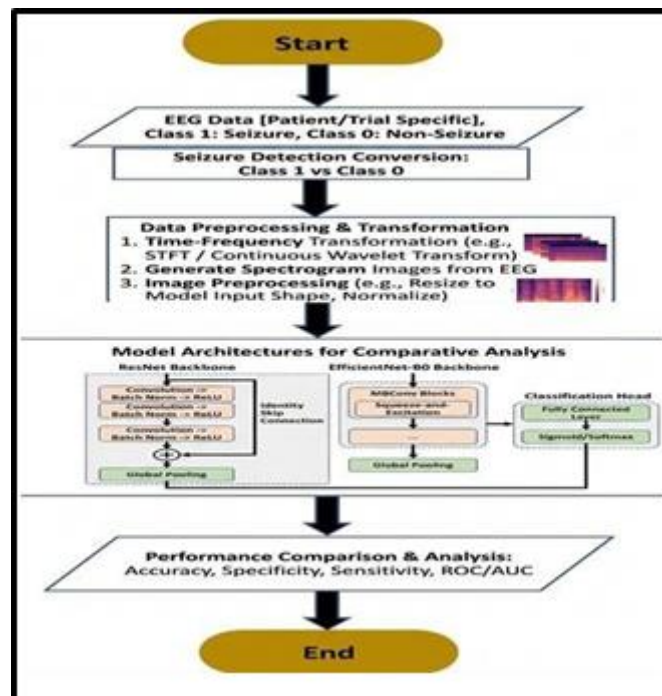 Start
EEG Data [Patient/Trial Specific],
Class 1: Seizure, Class 0: Non-Seizure
Seizure Detection Conversion:
Class 1 vs Class 0
Data Preprocessing & Transformation
1. Time-Frequency Transformation (e.g.,
STFT / Continuous Wavelet Transform)
2. Generate Spectrogram Images from EEG
3. Image Preprocessing (e.g., Resize to
Model Input Shape, Normalize)
Model Architectures for Comparative Analysis
ResNet Backbone
Convolution ->
Batch Norm -> ReLU
Convolution ->
Batch Norm -> ReLU
Convolution ->
Batch Norm -> ReLU
Identity
Skip
Connection
+
Global Pooling
EfficientNet-B0 Backbone
MBConv Blocks
Squeeze-and-
Excitation
...
Global Pooling
Classification Head
Fully Connected
Layer
Sigmoid/Softmax
Performance Comparison & Analysis:
Accuracy, Specificity, Sensitivity, ROC/AUC
End